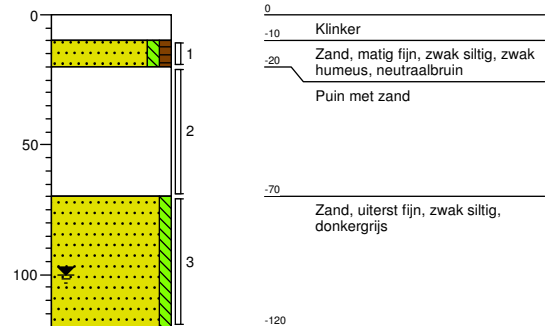 0
50
100
1
2
3
0
Klinker
-10
Zand, matig fijn, zwak siltig, zwak
humeus, neutraalbruin
-20
Puin met zand
-70
Zand, uiterst fijn, zwak siltig,
donkergrijs
-120